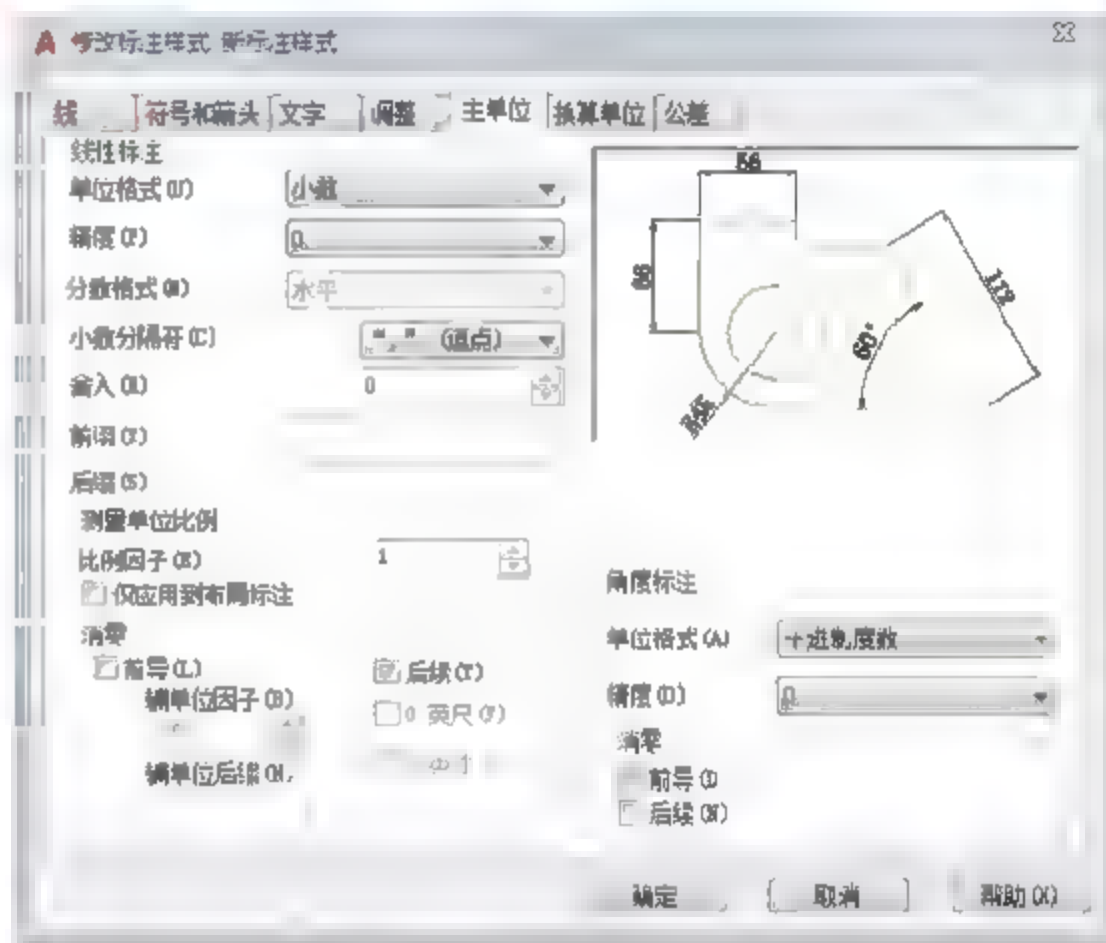 修改标注样式 新标注样式
线 符号和箭头 文字 调整 主单位 换算单位 公差
线性标注
单位格式(U) 小数
精度(P) 0
分数格式(M) 水平
小数分隔符(C) (逗点)
舍入(R) 0
前缀(X)
后缀(S)
测量单位比例
比例因子(E) 1
仅应用到布局标注
消零
前导(L) 后续(T)
辅单位因子(B) 0 英尺(F)
辅单位后缀(N)
66
60°
角度标注
单位格式(A) 十进制度数
精度(D) 0
消零
前导
后续(N)
确定 取消 帮助(H)